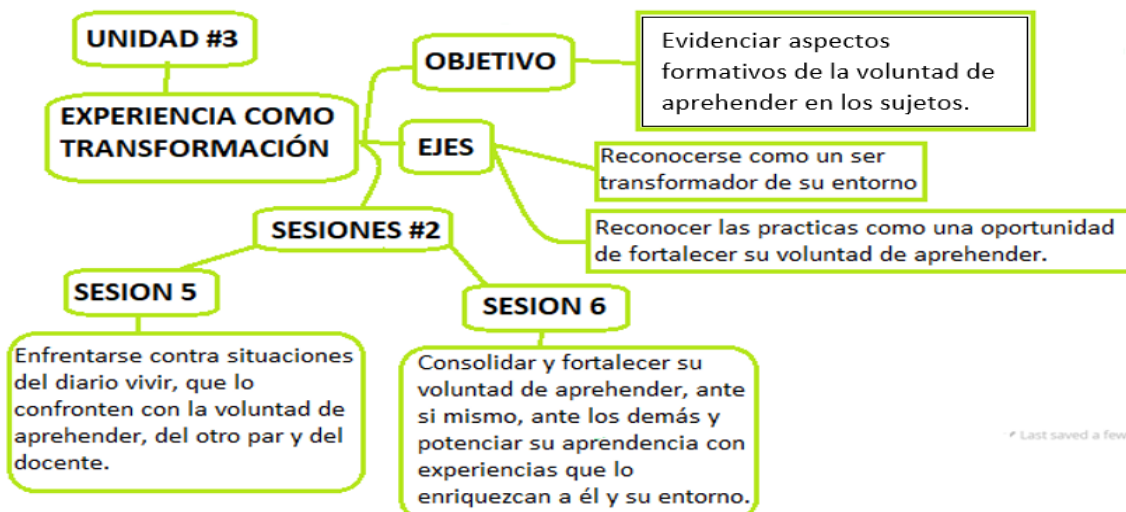 UNIDAD #3
EXPERIENCIA COMO
TRANSFORMACIÓN
OBJETIVO
Evidenciar aspectos
formativos de la voluntad de
aprehender en los sujetos.
EJES
Reconocerse como un ser
transformador de su entorno
Reconocer las practicas como una oportunidad
de fortalecer su voluntad de aprehender.
SESIONES #2
SESION 5
Enfrentarse contra situaciones
del diario vivir, que lo
confronten con la voluntad de
aprehender, del otro par y del
docente.
SESION 6
Consolidar y fortalecer su
voluntad de aprehender, ante
si mismo, ante los demás y
potenciar su aprendencia con
experiencias que lo
enriquezcan a él y su entorno.
Last saved a few